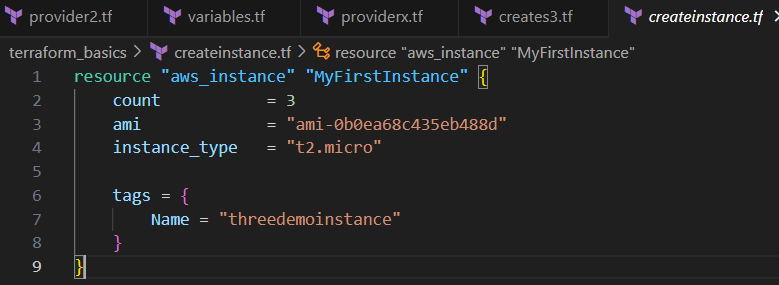 provider2.tf variables.tf providerx.tf creates3.tf createinstance.tf
terraform_basics > createinstance.tf > resource "aws_instance" "MyFirstInstance"
1 resource "aws_instance" "MyFirstInstance" {
2 count = 3
3 ami = "ami-0b0ea68c435eb488d"
4 instance_type = "t2.micro"
5
6 tags = {
7 Name = "threedemoinstance"
8 }
9 }